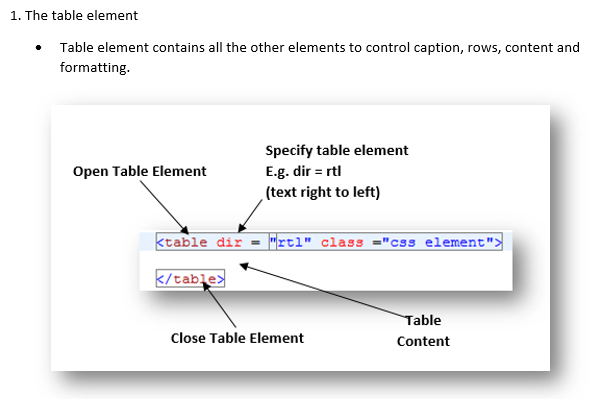 1. The table element
• Table element contains all the other elements to control caption, rows, content and
formatting.
Specify table element
E.g. dir = rtl
(text right to left)
Open Table Element
<table dir = "rtl" class ="css element">
</table>
Close Table Element
Table
Content